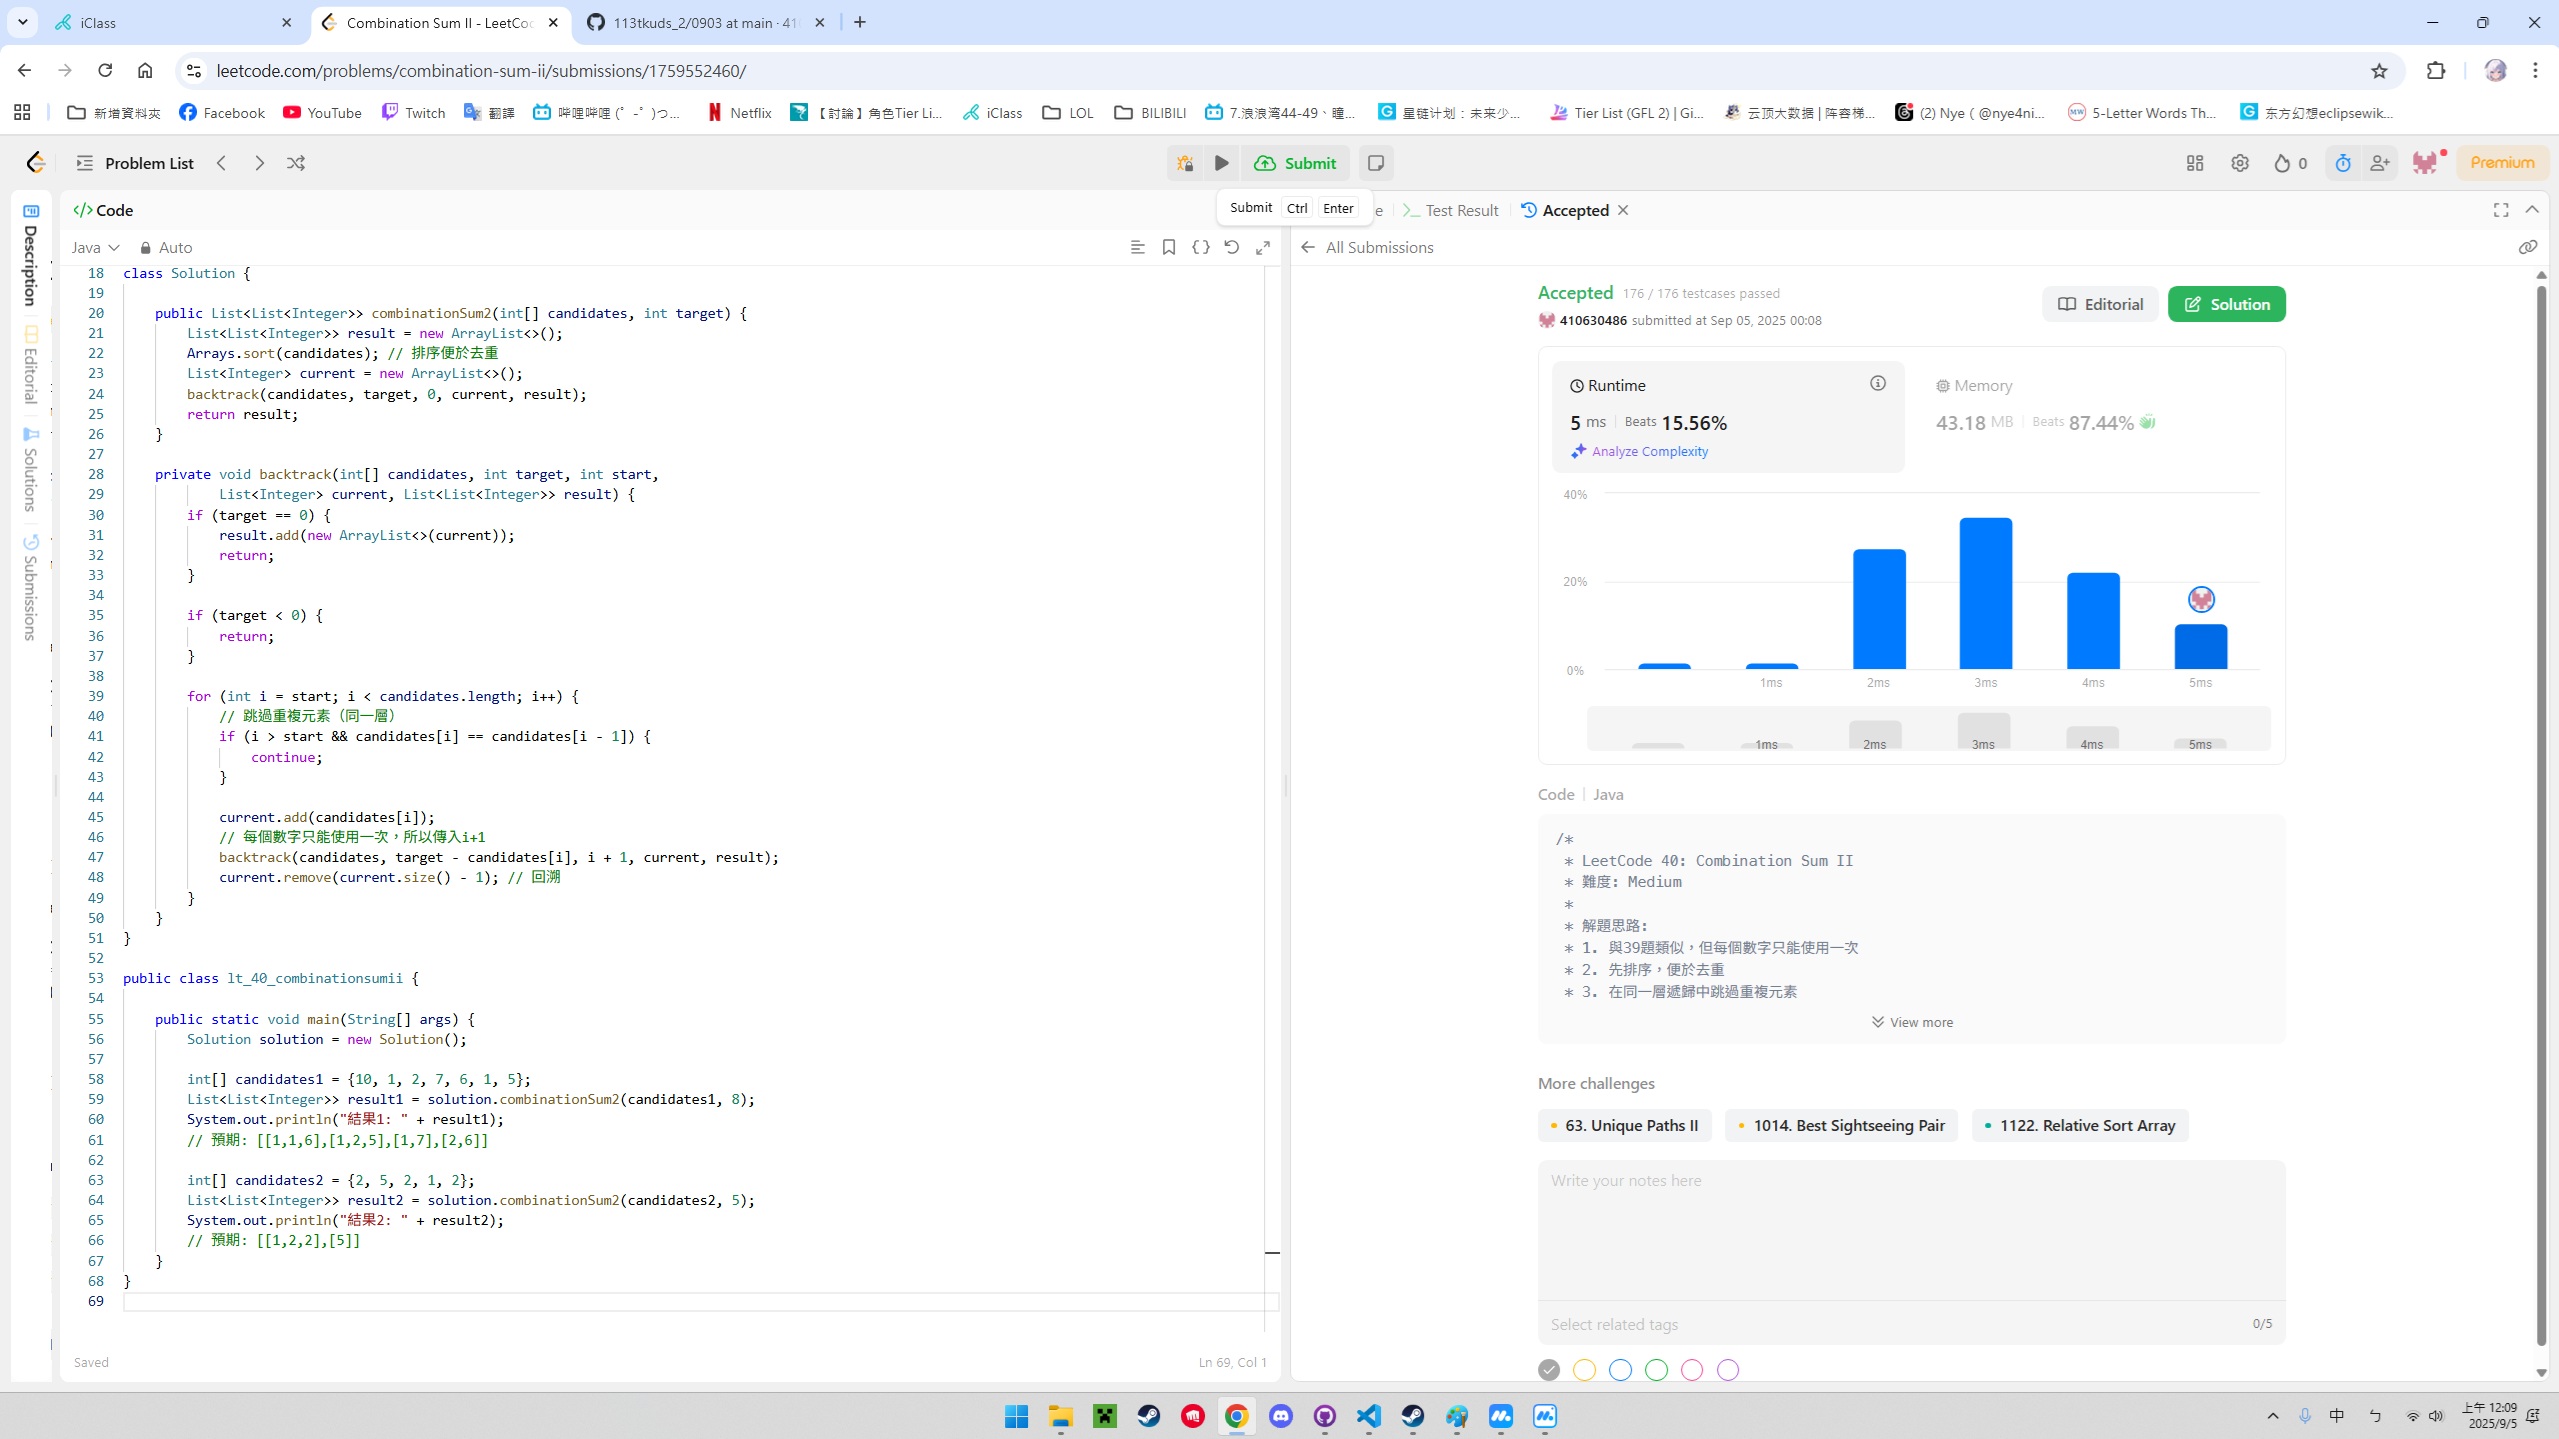 iClass
Combination Sum II - LeetCo
113tkuds_2/0903 at main · 41
leetcode.com/problems/combination-sum-ii/submissions/1759552460/
新增資料夾
Facebook
YouTube
Twitch
翻譯
哔哩哔哩 (゜-゜)つ...
Netflix
【討論】角色Tier Li...
iClass
LOL
BILIBILI
7.浪浪湾44-49、瞳...
星链计划：未来少...
Tier List (GFL 2) | Gi...
云顶大数据 | 阵容梯...
(2) Nye ( @nye4ni...
5-Letter Words Th...
东方幻想eclipsewik...
Problem List
Submit
0
Premium
Submit Ctrl Enter
Description
Editorial
Solutions
Submissions
</> Code
e
Test Result
Accepted
Java
Auto
All Submissions
18 class Solution {
19
20 public List<List<Integer>> combinationSum2(int[] candidates, int target) {
21 List<List<Integer>> result = new ArrayList<>();
22 Arrays.sort(candidates); // 排序便於去重
23 List<Integer> current = new ArrayList<>();
24 backtrack(candidates, target, 0, current, result);
25 return result;
26 }
27
28 private void backtrack(int[] candidates, int target, int start,
29 List<Integer> current, List<List<Integer>> result) {
30 if (target == 0) {
31 result.add(new ArrayList<>(current));
32 return;
33 }
34
35 if (target < 0) {
36 return;
37 }
38
39 for (int i = start; i < candidates.length; i++) {
40 // 跳過重複元素（同一層）
41 if (i > start && candidates[i] == candidates[i - 1]) {
42 continue;
43 }
44
45 current.add(candidates[i]);
46 // 每個數字只能使用一次，所以傳入i+1
47 backtrack(candidates, target - candidates[i], i + 1, current, result);
48 current.remove(current.size() - 1); // 回溯
49 }
50 }
51 }
52
53 public class lt_40_combinationsumii {
54
55 public static void main(String[] args) {
56 Solution solution = new Solution();
57
58 int[] candidates1 = {10, 1, 2, 7, 6, 1, 5};
59 List<List<Integer>> result1 = solution.combinationSum2(candidates1, 8);
60 System.out.println("結果1: " + result1);
61 // 預期: [[1,1,6],[1,2,5],[1,7],[2,6]]
62
63 int[] candidates2 = {2, 5, 2, 1, 2};
64 List<List<Integer>> result2 = solution.combinationSum2(candidates2, 5);
65 System.out.println("結果2: " + result2);
66 // 預期: [[1,2,2],[5]]
67 }
68 }
69
Saved
Ln 69, Col 1
Accepted 176 / 176 testcases passed
410630486 submitted at Sep 05, 2025 00:08
Editorial
Solution
Runtime
5 ms Beats 15.56%
Analyze Complexity
Memory
43.18 MB Beats 87.44%
40%
20%
0%
1ms 2ms 3ms 4ms 5ms
1ms 2ms 3ms 4ms 5ms
Code Java
/*
* LeetCode 40: Combination Sum II
* 難度: Medium
*
* 解題思路:
* 1. 與39題類似，但每個數字只能使用一次
* 2. 先排序，便於去重
* 3. 在同一層遞歸中跳過重複元素
View more
More challenges
63. Unique Paths II
1014. Best Sightseeing Pair
1122. Relative Sort Array
Write your notes here
Select related tags
0/5
中
ㄅ
上午 12:09
2025/9/5